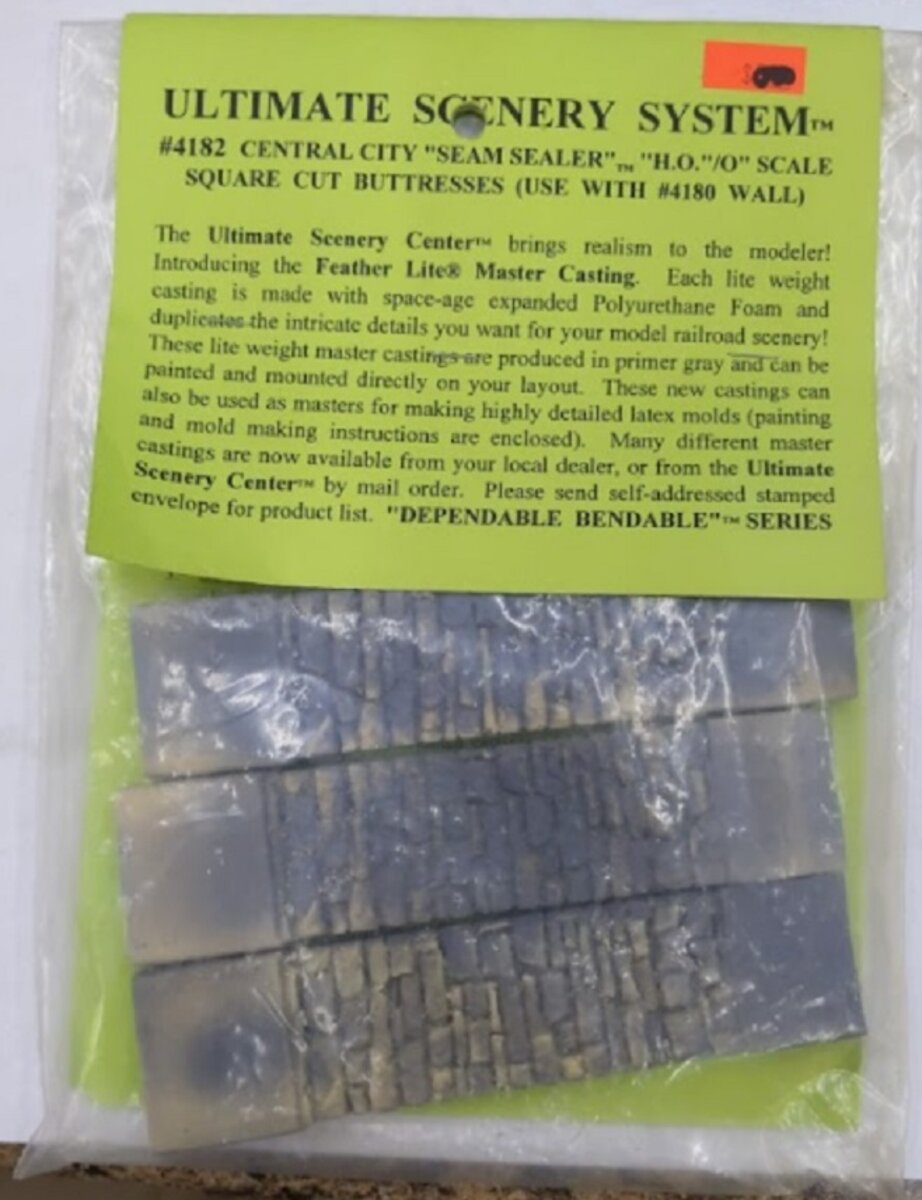 ULTIMATE SCENERY SYSTEM™
#4182 CENTRAL CITY "SEAM SEALER"™ "H.O."/O" SCALE
SQUARE CUT BUTTRESSES (USE WITH #4180 WALL)
The Ultimate Scenery Center™ brings realism to the modeler!
Introducing the Feather Lite® Master Casting. Each lite weight
casting is made with space-age expanded Polyurethane Foam and
duplicates the intricate details you want for your model railroad scenery!
These lite weight master castings are produced in primer gray and can be
painted and mounted directly on your layout. These new castings can
also be used as masters for making highly detailed latex molds (painting
and mold making instructions are enclosed). Many different master
castings are now available from your local dealer, or from the Ultimate
Scenery Center™ by mail order. Please send self-addressed stamped
envelope for product list. "DEPENDABLE BENDABLE"™ SERIES